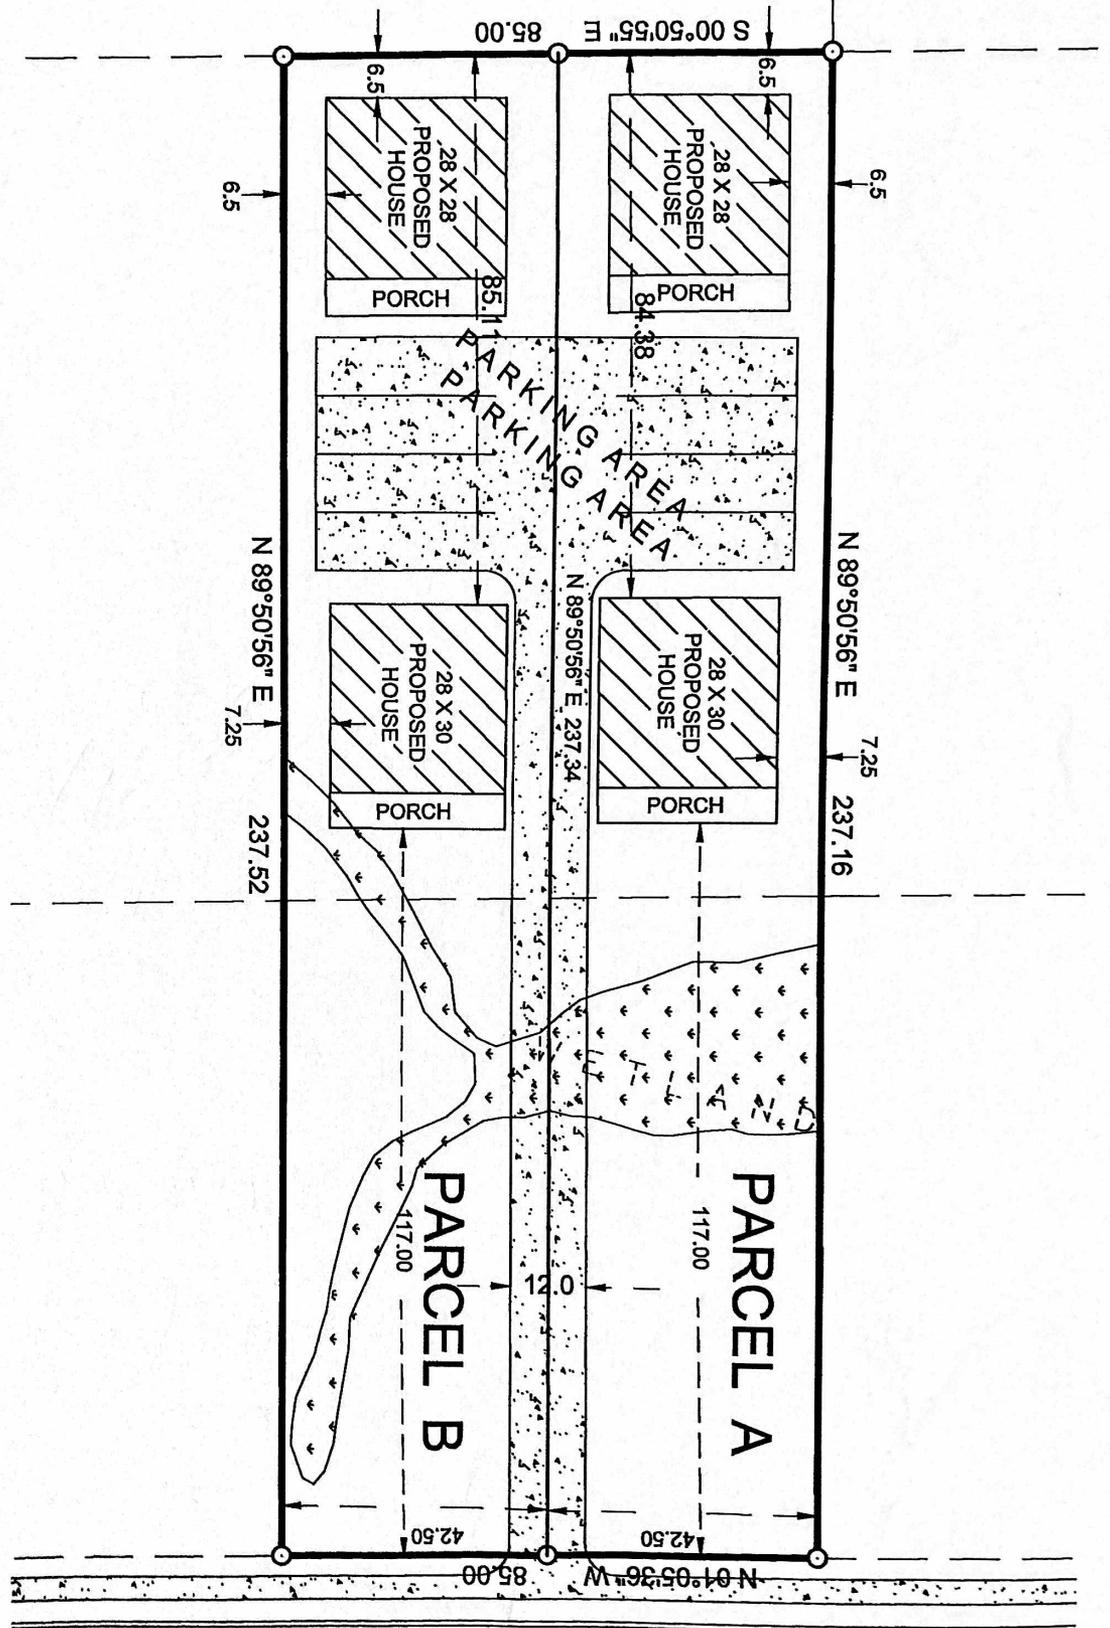 S 00°50'55" E
85.00
6.5
6.5
6.5
6.5
28 X 28
PROPOSED
HOUSE
28 X 28
PROPOSED
HOUSE
PORCH
PORCH
85.11
84.38
PARKING AREA
PARKING AREA
N 89°50'56" E
237.52
N 89°50'56" E 237.34
N 89°50'56" E
237.16
28 X 30
PROPOSED
HOUSE
28 X 30
PROPOSED
HOUSE
7.25
7.25
PORCH
PORCH
PARCEL B
PARCEL A
117.00
117.00
12.0
42.50
42.50
85.00
N 01°05'36" W